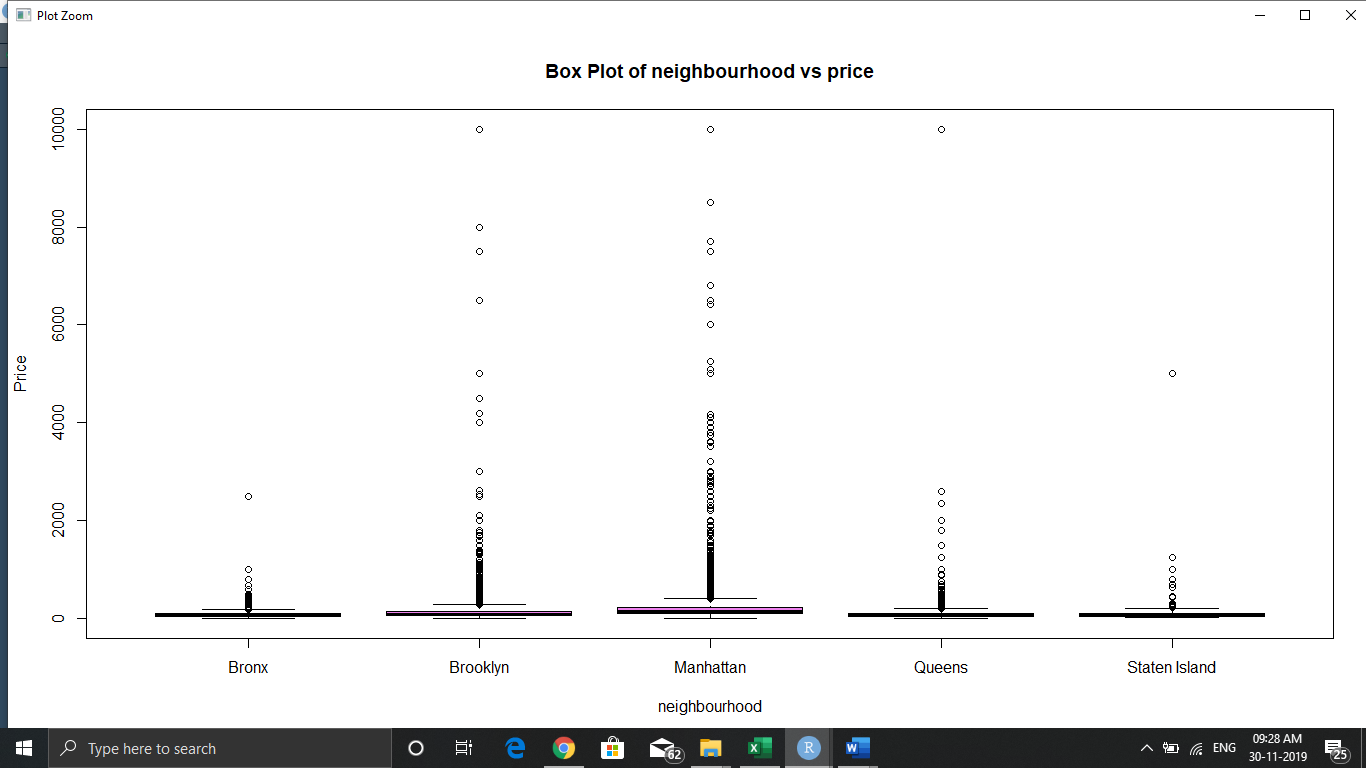 Plot Zoom
Box Plot of neighbourhood vs price
10000
8000
6000
4000
2000
0
Price
Bronx Brooklyn Manhattan Queens Staten Island
neighbourhood
Type here to search
62
R
ENG
09:28 AM
30-11-2019
25